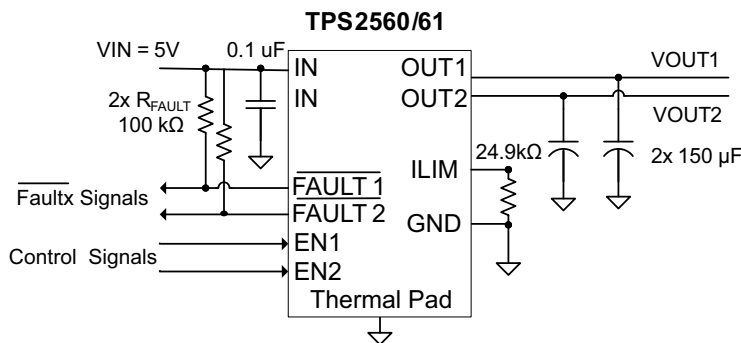 TPS2560/61
VIN = 5V
0.1 uF
IN
OUT1
VOUT1
IN
OUT2
VOUT2
2x RFAULT
100 kΩ
24.9kΩ
2x 150 µF
ILIM
FAULT 1
Faultx Signals
FAULT 2
GND
EN1
Control Signals
EN2
Thermal Pad